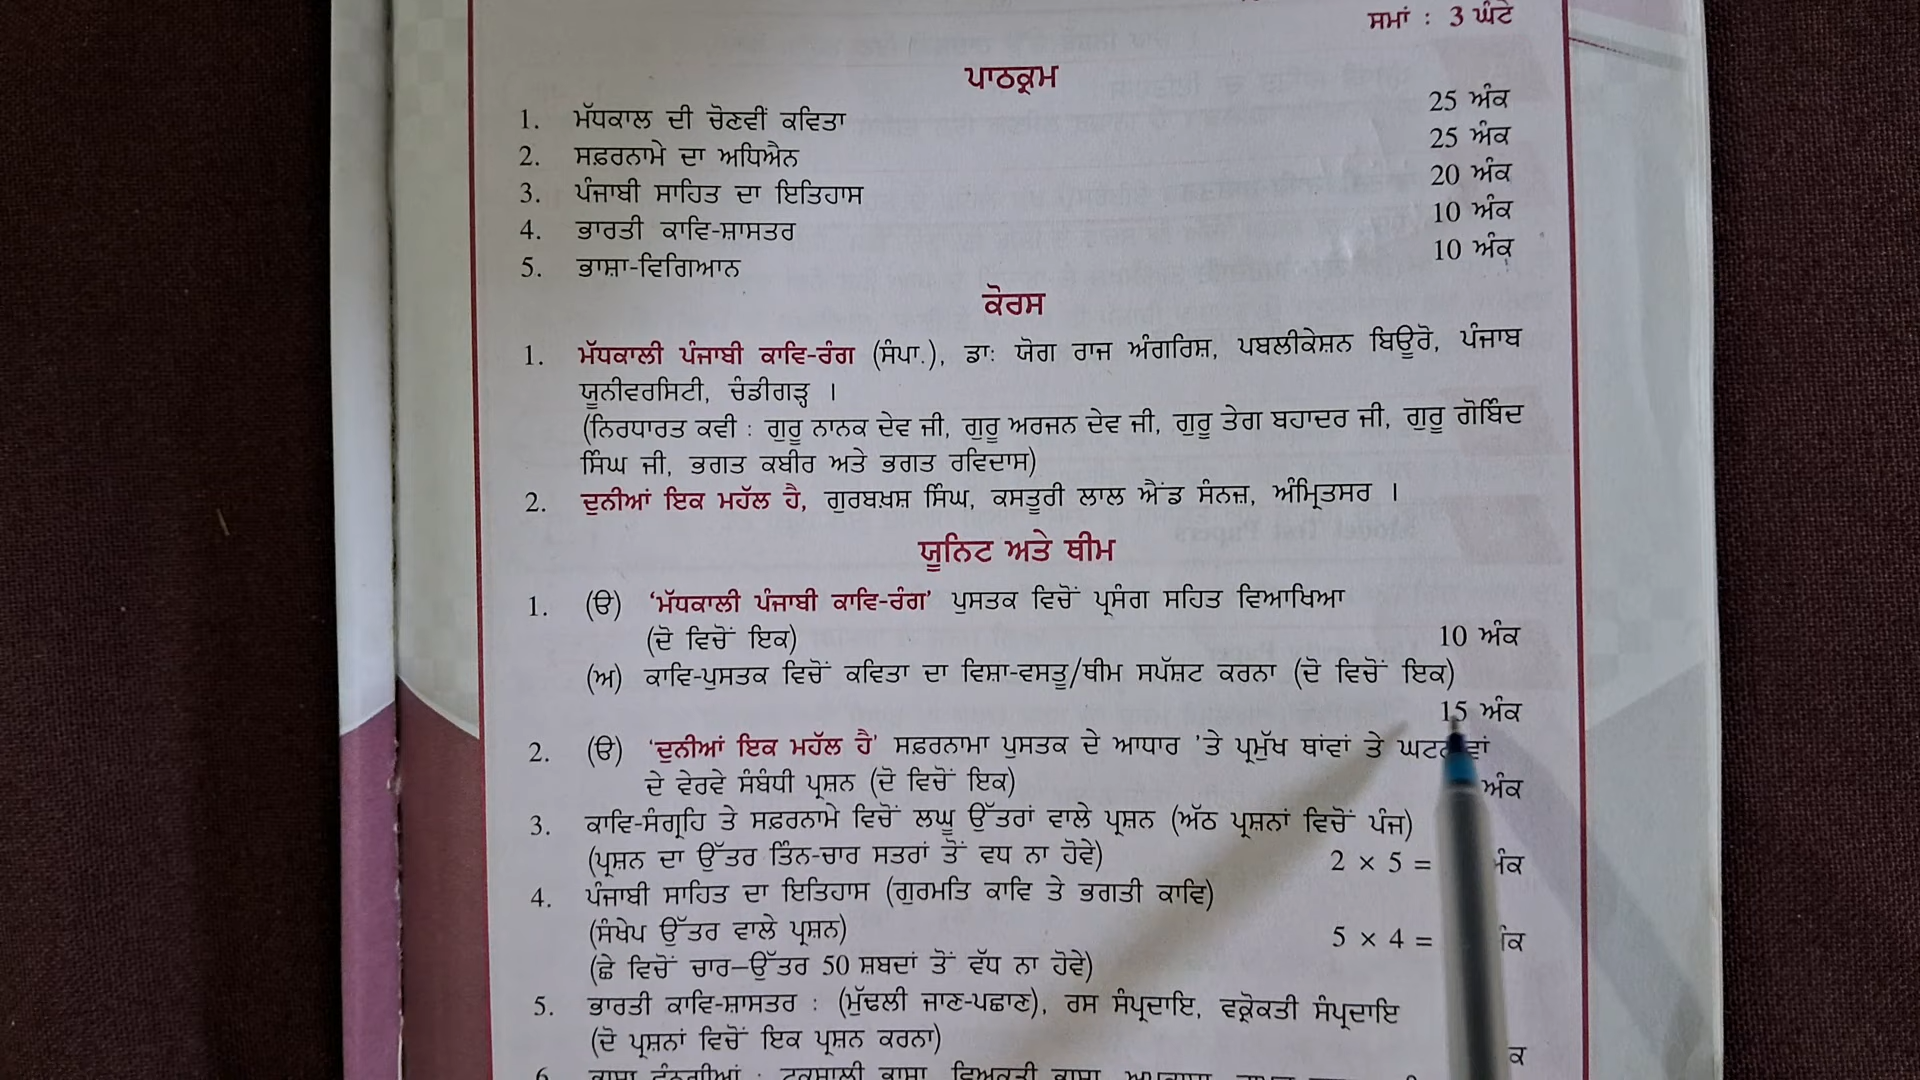 ਸਮਾਂ : 3 ਘੰਟੇ
ਪਾਠਕ੍ਰਮ
1. ਮੱਧਕਾਲ ਦੀ ਚੋਣਵੀਂ ਕਵਿਤਾ 25 ਅੰਕ
2. ਸਫ਼ਰਨਾਮੇ ਦਾ ਅਧਿਐਨ 25 ਅੰਕ
3. ਪੰਜਾਬੀ ਸਾਹਿਤ ਦਾ ਇਤਿਹਾਸ 20 ਅੰਕ
4. ਭਾਰਤੀ ਕਾਵਿ-ਸ਼ਾਸਤਰ 10 ਅੰਕ
5. ਭਾਸ਼ਾ-ਵਿਗਿਆਨ 10 ਅੰਕ
ਕੋਰਸ
1. ਮੱਧਕਾਲੀ ਪੰਜਾਬੀ ਕਾਵਿ-ਰੰਗ (ਸੰਪਾ.), ਡਾ: ਯੋਗ ਰਾਜ ਅੰਗਰਿਸ਼, ਪਬਲੀਕੇਸ਼ਨ ਬਿਊਰੋ, ਪੰਜਾਬ
ਯੂਨੀਵਰਸਿਟੀ, ਚੰਡੀਗੜ੍ਹ ।
(ਨਿਰਧਾਰਤ ਕਵੀ : ਗੁਰੂ ਨਾਨਕ ਦੇਵ ਜੀ, ਗੁਰੂ ਅਰਜਨ ਦੇਵ ਜੀ, ਗੁਰੂ ਤੇਗ ਬਹਾਦਰ ਜੀ, ਗੁਰੂ ਗੋਬਿੰਦ
ਸਿੰਘ ਜੀ, ਭਗਤ ਕਬੀਰ ਅਤੇ ਭਗਤ ਰਵਿਦਾਸ)
2. ਦੁਨੀਆਂ ਇਕ ਮਹੱਲ ਹੈ, ਗੁਰਬਖ਼ਸ਼ ਸਿੰਘ, ਕਸਤੂਰੀ ਲਾਲ ਐਂਡ ਸੰਨਜ਼, ਅੰਮ੍ਰਿਤਸਰ ।
ਯੂਨਿਟ ਅਤੇ ਥੀਮ
1. (ੳ) 'ਮੱਧਕਾਲੀ ਪੰਜਾਬੀ ਕਾਵਿ-ਰੰਗ' ਪੁਸਤਕ ਵਿਚੋਂ ਪ੍ਰਸੰਗ ਸਹਿਤ ਵਿਆਖਿਆ
(ਦੋ ਵਿਚੋਂ ਇਕ) 10 ਅੰਕ
(ਅ) ਕਾਵਿ-ਪੁਸਤਕ ਵਿਚੋਂ ਕਵਿਤਾ ਦਾ ਵਿਸ਼ਾ-ਵਸਤੂ/ਥੀਮ ਸਪੱਸ਼ਟ ਕਰਨਾ (ਦੋ ਵਿਚੋਂ ਇਕ)
15 ਅੰਕ
2. (ੳ) 'ਦੁਨੀਆਂ ਇਕ ਮਹੱਲ ਹੈ' ਸਫ਼ਰਨਾਮਾ ਪੁਸਤਕ ਦੇ ਆਧਾਰ 'ਤੇ ਪ੍ਰਮੁੱਖ ਥਾਂਵਾਂ ਤੇ
ਦੇ ਵੇਰਵੇ ਸੰਬੰਧੀ ਪ੍ਰਸ਼ਨ (ਦੋ ਵਿਚੋਂ ਇਕ) ਅੰਕ
3. ਕਾਵਿ-ਸੰਗ੍ਰਹਿ ਤੇ ਸਫ਼ਰਨਾਮੇ ਵਿਚੋਂ ਲਘੂ ਉੱਤਰਾਂ ਵਾਲੇ ਪ੍ਰਸ਼ਨ (ਅੱਠ ਪ੍ਰਸ਼ਨਾਂ ਵਿਚੋਂ ਪੰਜ)
(ਪ੍ਰਸ਼ਨ ਦਾ ਉੱਤਰ ਤਿੰਨ-ਚਾਰ ਸਤਰਾਂ ਤੋਂ ਵਧ ਨਾ ਹੋਵੇ) 2 × 5 =
4. ਪੰਜਾਬੀ ਸਾਹਿਤ ਦਾ ਇਤਿਹਾਸ (ਗੁਰਮਤਿ ਕਾਵਿ ਤੇ ਭਗਤੀ ਕਾਵਿ)
(ਸੰਖੇਪ ਉੱਤਰ ਵਾਲੇ ਪ੍ਰਸ਼ਨ) 5 × 4 =
(ਛੇ ਵਿਚੋਂ ਚਾਰ–ਉੱਤਰ 50 ਸ਼ਬਦਾਂ ਤੋਂ ਵੱਧ ਨਾ ਹੋਵੇ)
5. ਭਾਰਤੀ ਕਾਵਿ-ਸ਼ਾਸਤਰ : (ਮੁੱਢਲੀ ਜਾਣ-ਪਛਾਣ), ਰਸ ਸੰਪ੍ਰਦਾਇ, ਵਕ੍ਰੋਕਤੀ ਸੰਪ੍ਰਦਾਇ
(ਦੋ ਪ੍ਰਸ਼ਨਾਂ ਵਿਚੋਂ ਇਕ ਪ੍ਰਸ਼ਨ ਕਰਨਾ)